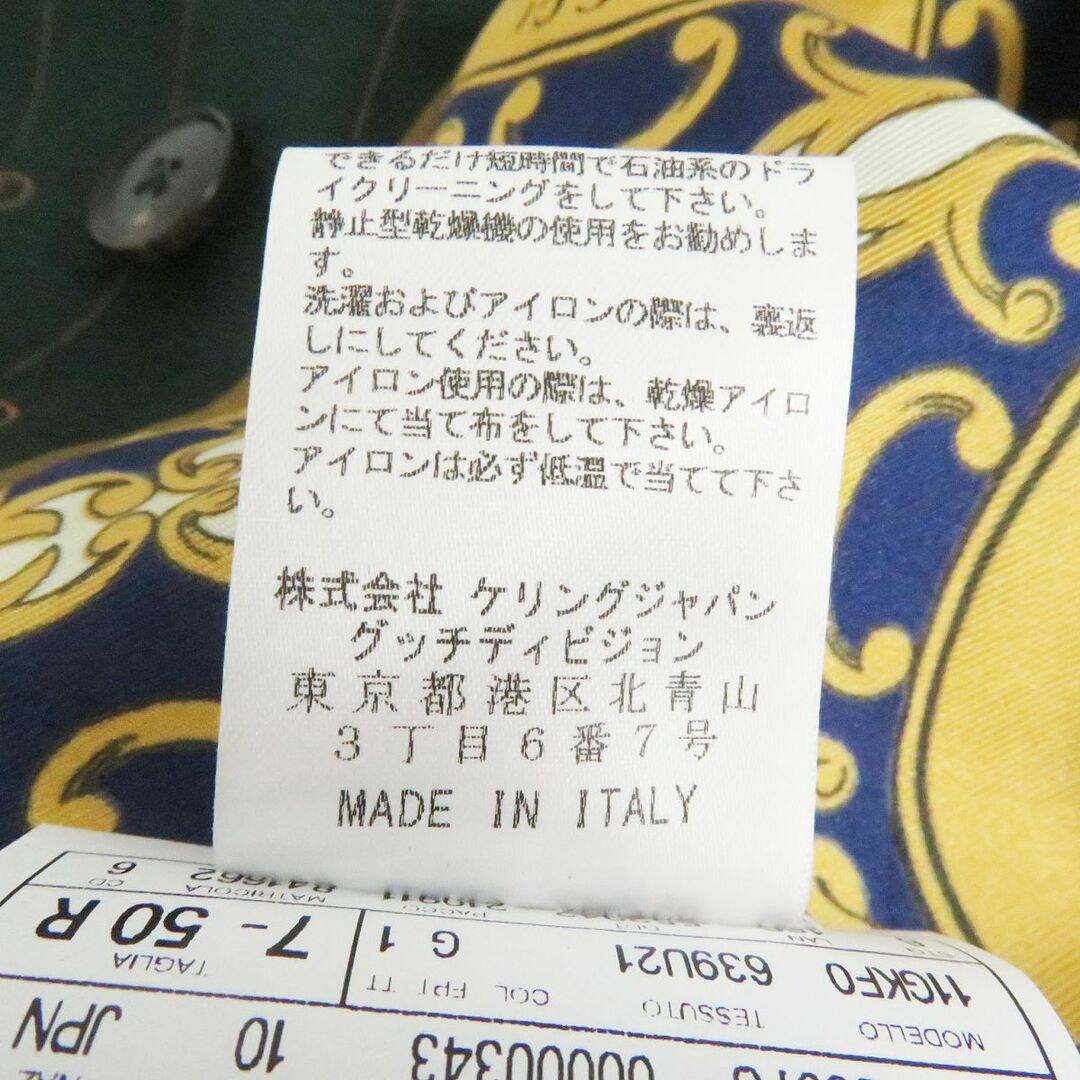 できるだけ短時間で石油系のドラ
イクリーニングをして下さい。
静止型乾燥機の使用をお勧めしま
す。
洗濯およびアイロンの際は、裏返
しにしてください。
アイロン使用の際は、乾燥アイロ
ンにて当て布をして下さい。
アイロンは必ず低温で当てて下さ
い。
株式会社 ケリングジャパン
グッチディビジョン
東京都港区北青山
3丁目6番7号
MADE IN ITALY
MODELLO TESSUTO COL FPT TT TAGLIA
11GKF0 639U21 G 1 7- 50 R
PACCO MATRICOLA CD
841662 6
00000343 10 JPN